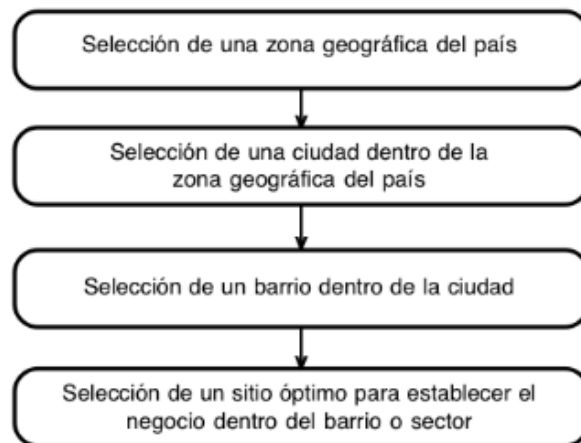 Selección de una zona geográfica del país
Selección de una ciudad dentro de la
zona geográfica del país
Selección de un barrio dentro de la ciudad
Selección de un sitio óptimo para establecer el
negocio dentro del barrio o sector